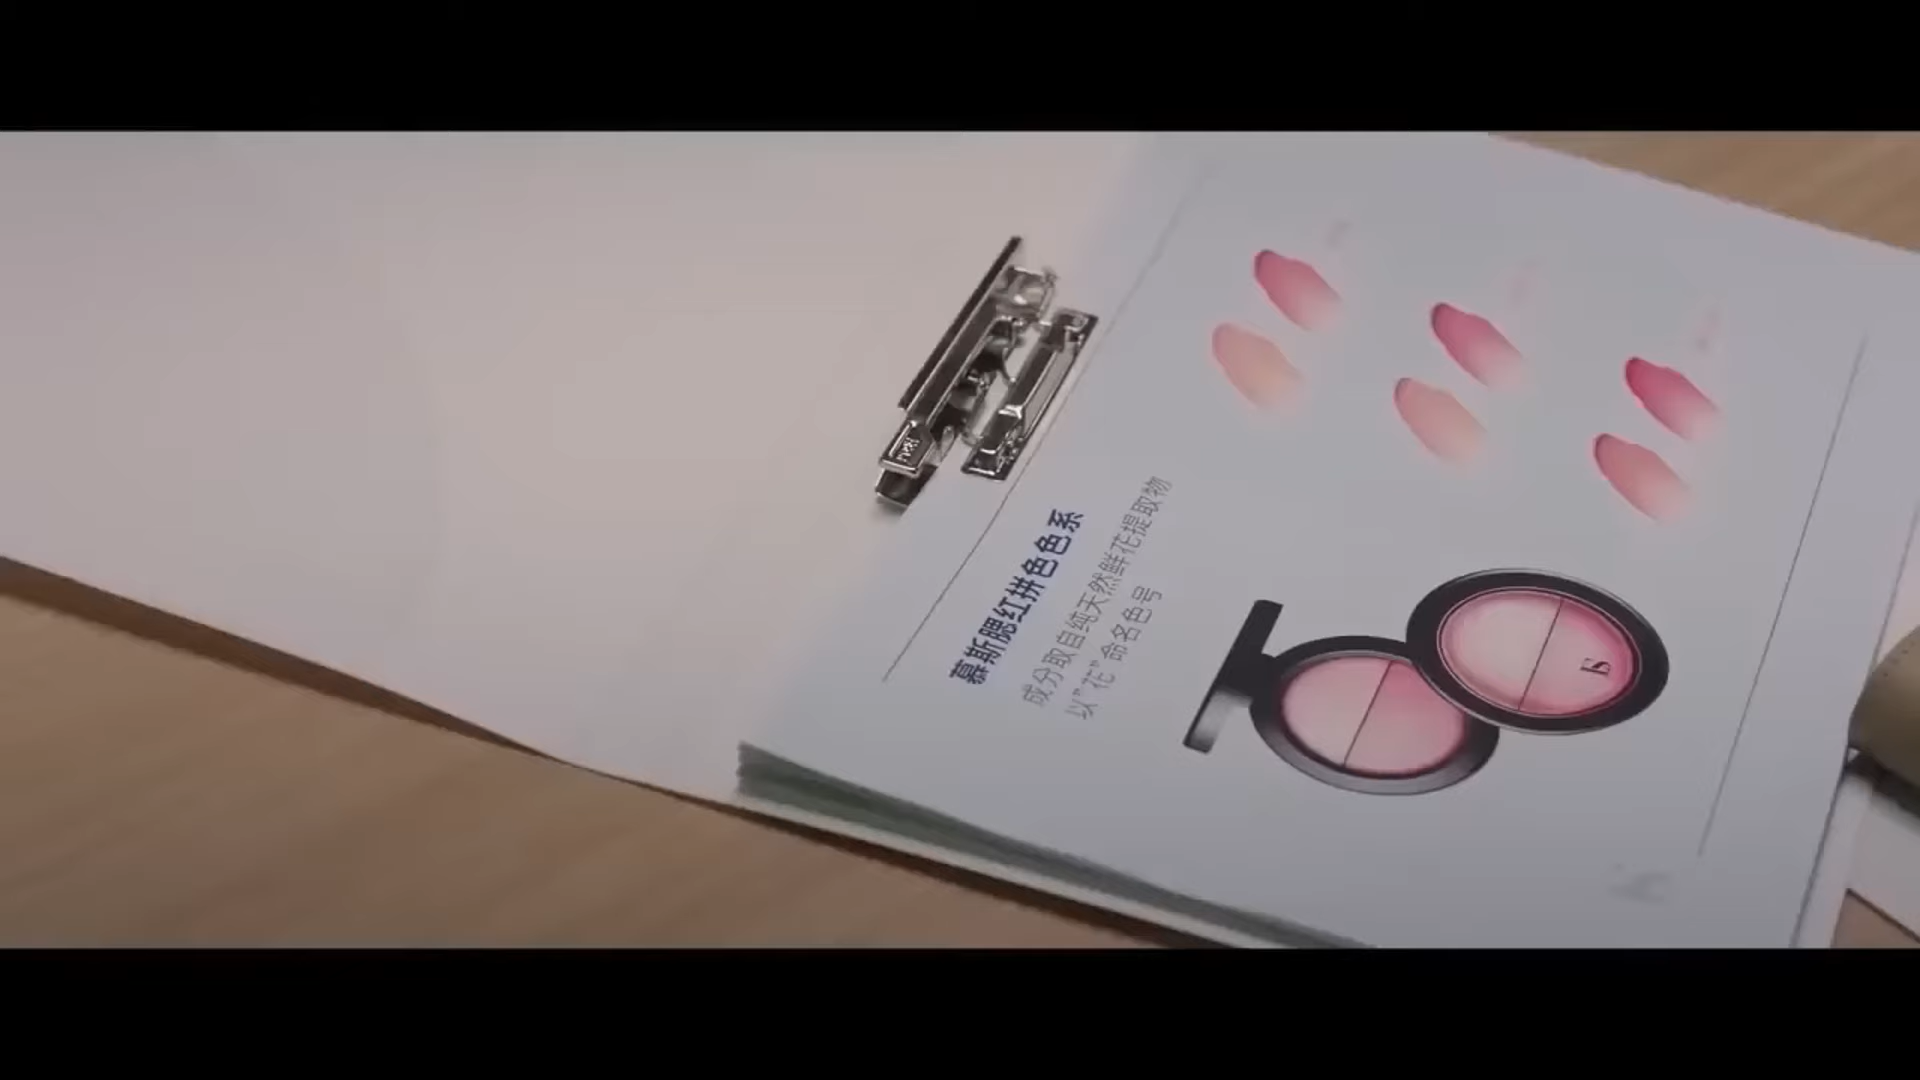 慕斯腮红拼色色系
成分取自纯天然鲜花提取物
以"花"命名色号